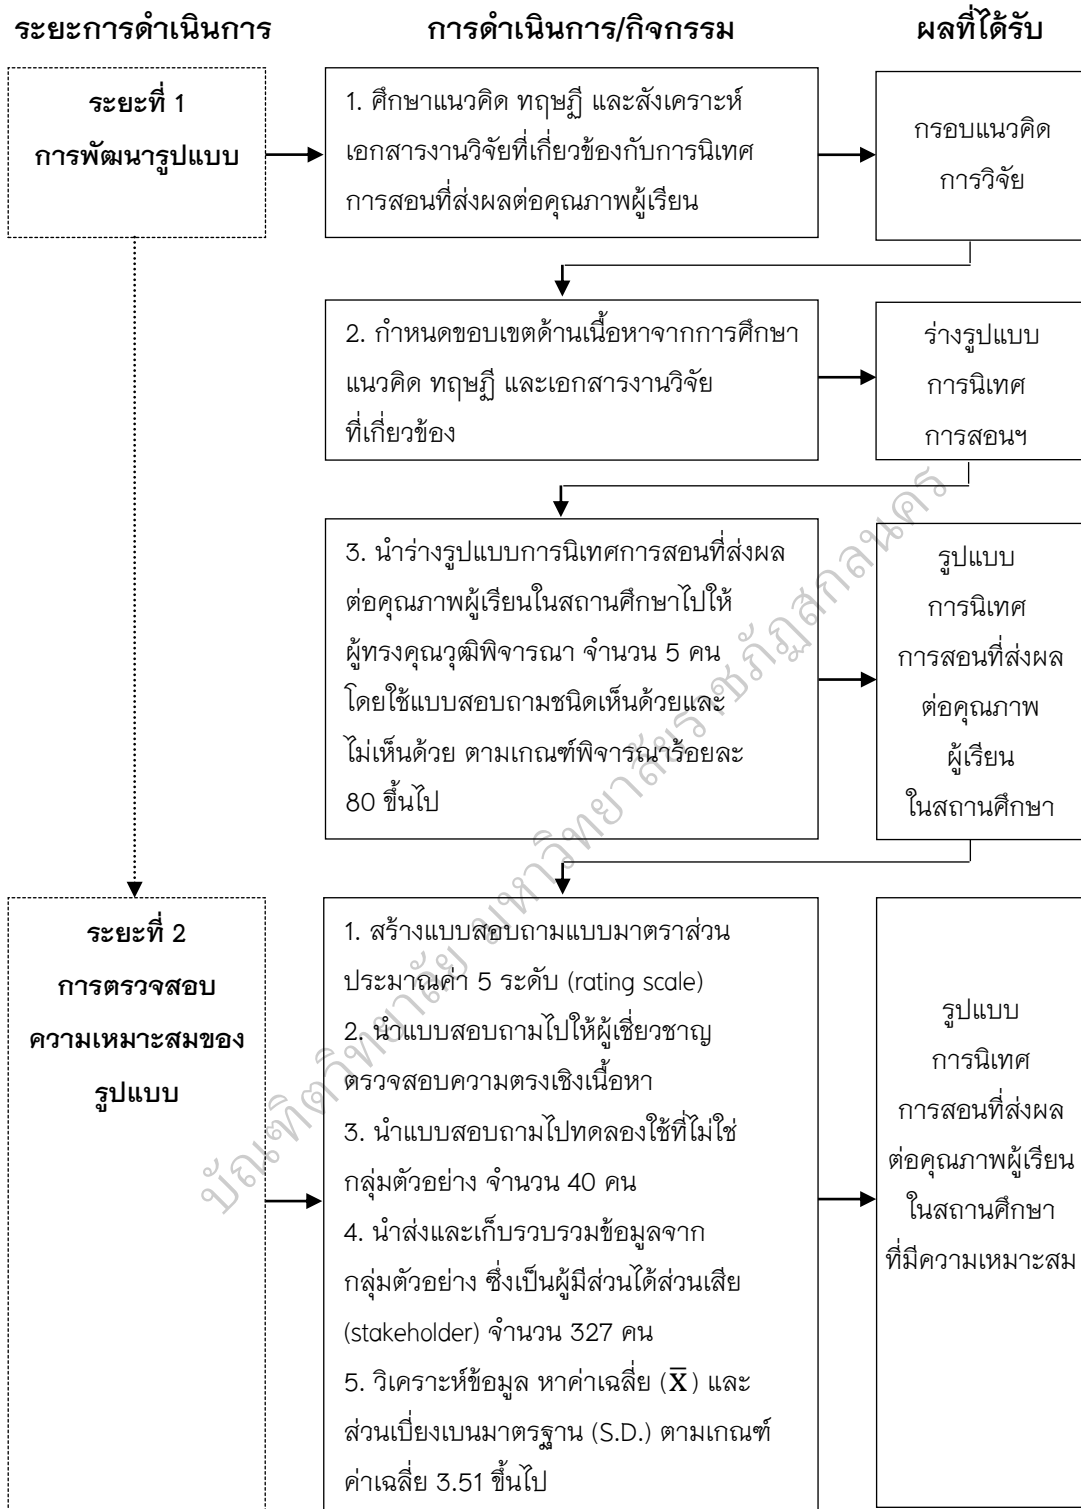 ระยะการดำเนินการ
การดำเนินการ/กิจกรรม
ผลที่ได้รับ
ระยะที่ 1
การพัฒนารูปแบบ
1. ศึกษาแนวคิด ทฤษฎี และสังเคราะห์
เอกสารงานวิจัยที่เกี่ยวข้องกับการนิเทศ
การสอนที่ส่งผลต่อคุณภาพผู้เรียน
กรอบแนวคิด
การวิจัย
2. กำหนดขอบเขตด้านเนื้อหาจากการศึกษา
แนวคิด ทฤษฎี และเอกสารงานวิจัย
ที่เกี่ยวข้อง
ร่างรูปแบบ
การนิเทศ
การสอนฯ
3. นำร่างรูปแบบการนิเทศการสอนที่ส่งผล
ต่อคุณภาพผู้เรียนในสถานศึกษาไปให้
ผู้ทรงคุณวุฒิพิจารณา จำนวน 5 คน
โดยใช้แบบสอบถามชนิดเห็นด้วยและ
ไม่เห็นด้วย ตามเกณฑ์พิจารณาร้อยละ
80 ขึ้นไป
รูปแบบ
การนิเทศ
การสอนที่ส่งผล
ต่อคุณภาพ
ผู้เรียน
ในสถานศึกษา
ระยะที่ 2
การตรวจสอบ
ความเหมาะสมของ
รูปแบบ
1. สร้างแบบสอบถามแบบมาตราส่วน
ประมาณค่า 5 ระดับ (rating scale)
2. นำแบบสอบถามไปให้ผู้เชี่ยวชาญ
ตรวจสอบความตรงเชิงเนื้อหา
3. นำแบบสอบถามไปทดลองใช้ที่ไม่ใช่
กลุ่มตัวอย่าง จำนวน 40 คน
4. นำส่งและเก็บรวบรวมข้อมูลจาก
กลุ่มตัวอย่าง ซึ่งเป็นผู้มีส่วนได้ส่วนเสีย
(stakeholder) จำนวน 327 คน
5. วิเคราะห์ข้อมูล หาค่าเฉลี่ย (x̄) และ
ส่วนเบี่ยงเบนมาตรฐาน (S.D.) ตามเกณฑ์
ค่าเฉลี่ย 3.51 ขึ้นไป
รูปแบบ
การนิเทศ
การสอนที่ส่งผล
ต่อคุณภาพผู้เรียน
ในสถานศึกษา
ที่มีความเหมาะสม
บัณฑิตวิทยาลัย มหาวิทยาลัยราชภัฏสกลนคร